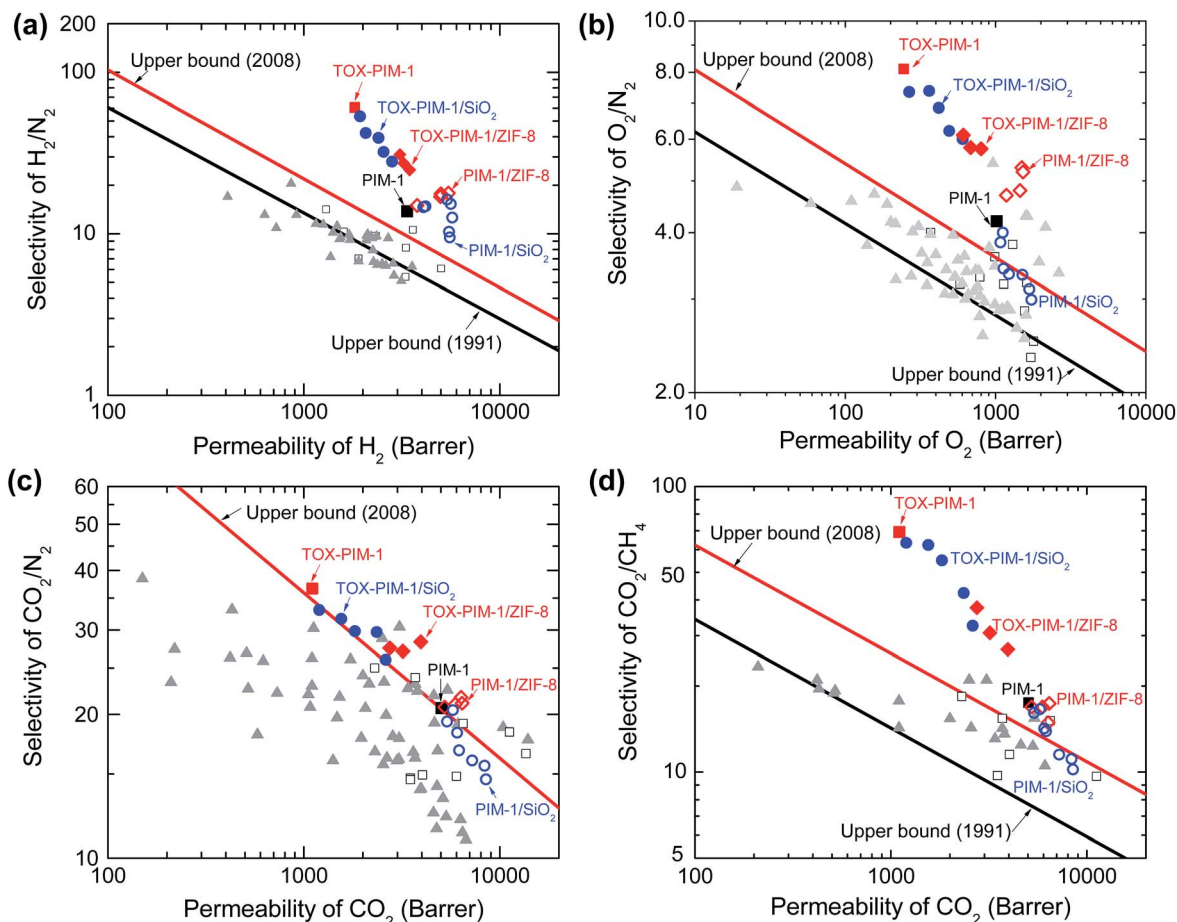 (a)
200
100
10
1
Selectivity of H2/N2
Upper bound (2008)
TOX-PIM-1
TOX-PIM-1/SiO2
TOX-PIM-1/ZIF-8
PIM-1
PIM-1/ZIF-8
PIM-1/SiO2
Upper bound (1991)
100
1000
10000
Permeability of H2 (Barrer)
(b)
10.0
8.0
6.0
4.0
2.0
Selectivity of O2/N2
TOX-PIM-1
Upper bound (2008)
TOX-PIM-1/SiO2
TOX-PIM-1/ZIF-8
PIM-1/ZIF-8
PIM-1
PIM-1/SiO2
Upper bound (1991)
10
100
1000
10000
Permeability of O2 (Barrer)
(c)
60
50
40
30
20
10
Selectivity of CO2/N2
Upper bound (2008)
TOX-PIM-1
TOX-PIM-1/SiO2
TOX-PIM-1/ZIF-8
PIM-1
PIM-1/ZIF-8
PIM-1/SiO2
100
1000
10000
Permeability of CO2 (Barrer)
(d)
100
50
10
5
Selectivity of CO2/CH4
TOX-PIM-1
Upper bound (2008)
TOX-PIM-1/SiO2
TOX-PIM-1/ZIF-8
PIM-1
PIM-1/ZIF-8
PIM-1/SiO2
Upper bound (1991)
100
1000
10000
Permeability of CO2 (Barrer)